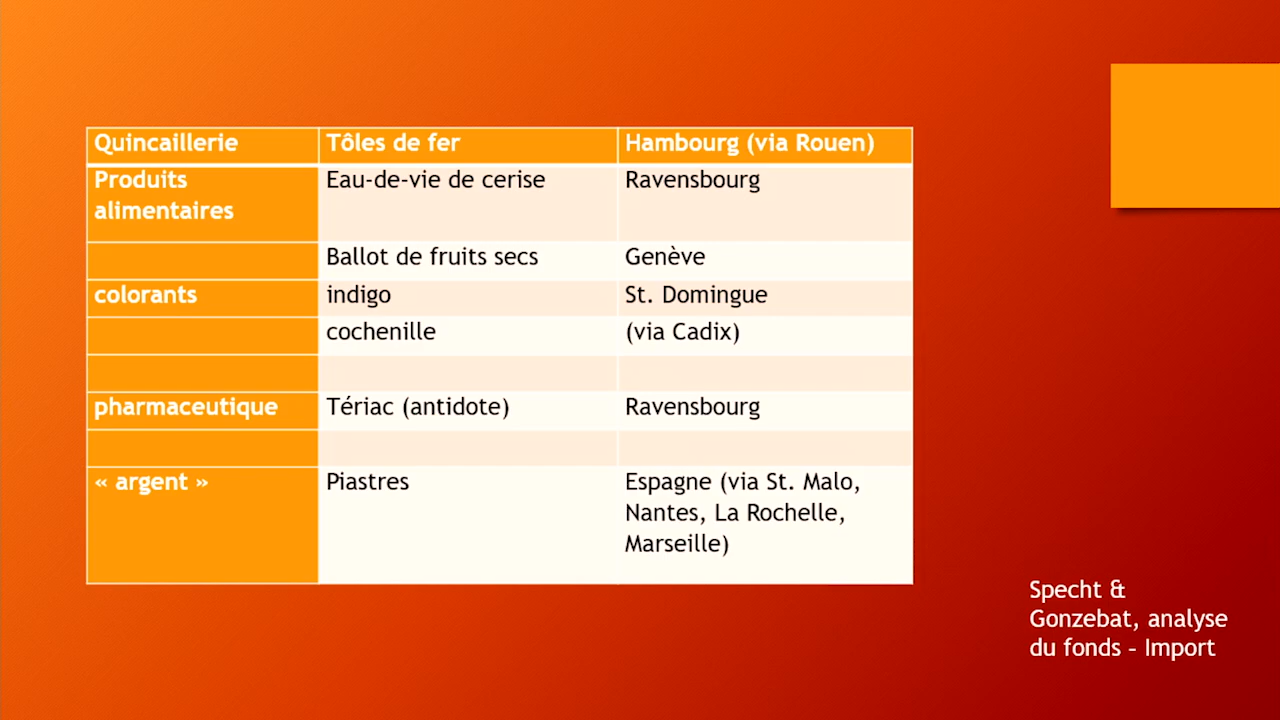 Quincaillerie Tôles de fer Hambourg (via Rouen)
Produits Eau-de-vie de cerise Ravensbourg
alimentaires
Ballot de fruits secs Genève
colorants indigo St. Domingue
cochenille (via Cadix)
pharmaceutique Tériac (antidote) Ravensbourg
« argent » Piastres Espagne (via St. Malo,
Nantes, La Rochelle,
Marseille)
Specht &
Gonzebat, analyse
du fonds – Import